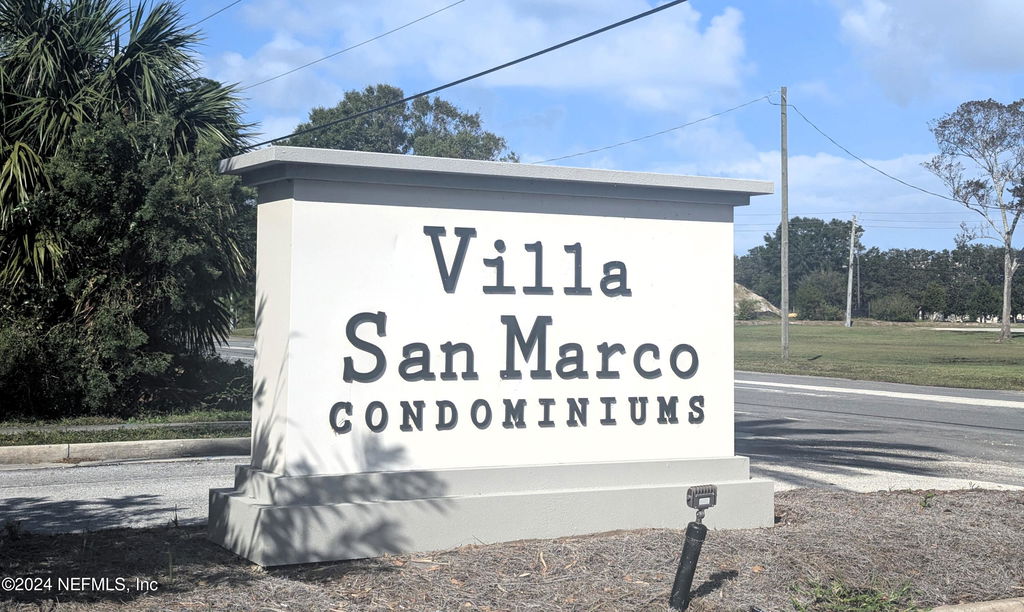 Villa
San Marco
CONDOMINIUMS
©2024 NEFMLS, Inc